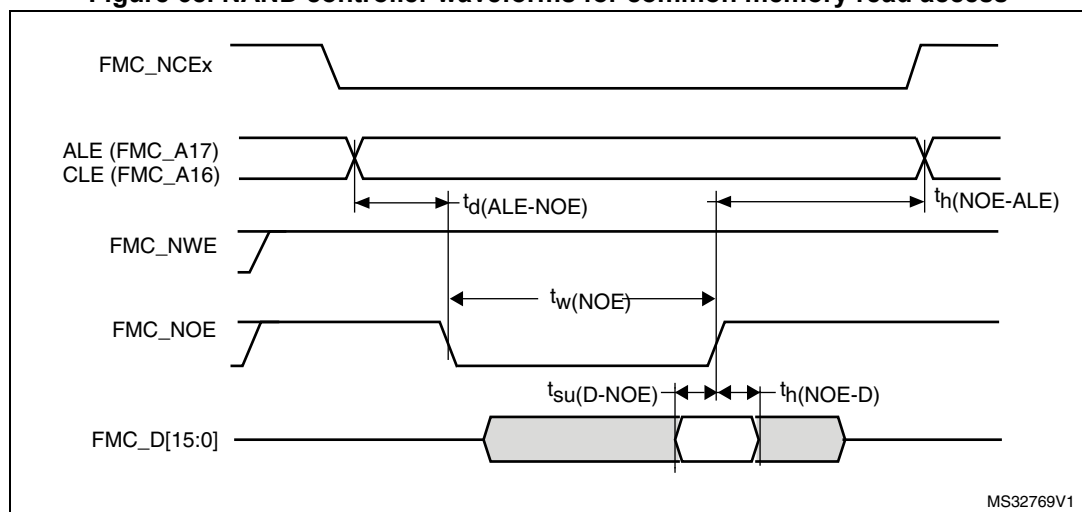 Figure NAND controller waveforms for common memory read access
FMC_NCEx
ALE (FMC_A17)
CLE (FMC_A16)
td(ALE-NOE)
th(NOE-ALE)
FMC_NWE
tw(NOE)
FMC_NOE
tsu(D-NOE)
th(NOE-D)
FMC_D[15:0]
MS32769V1